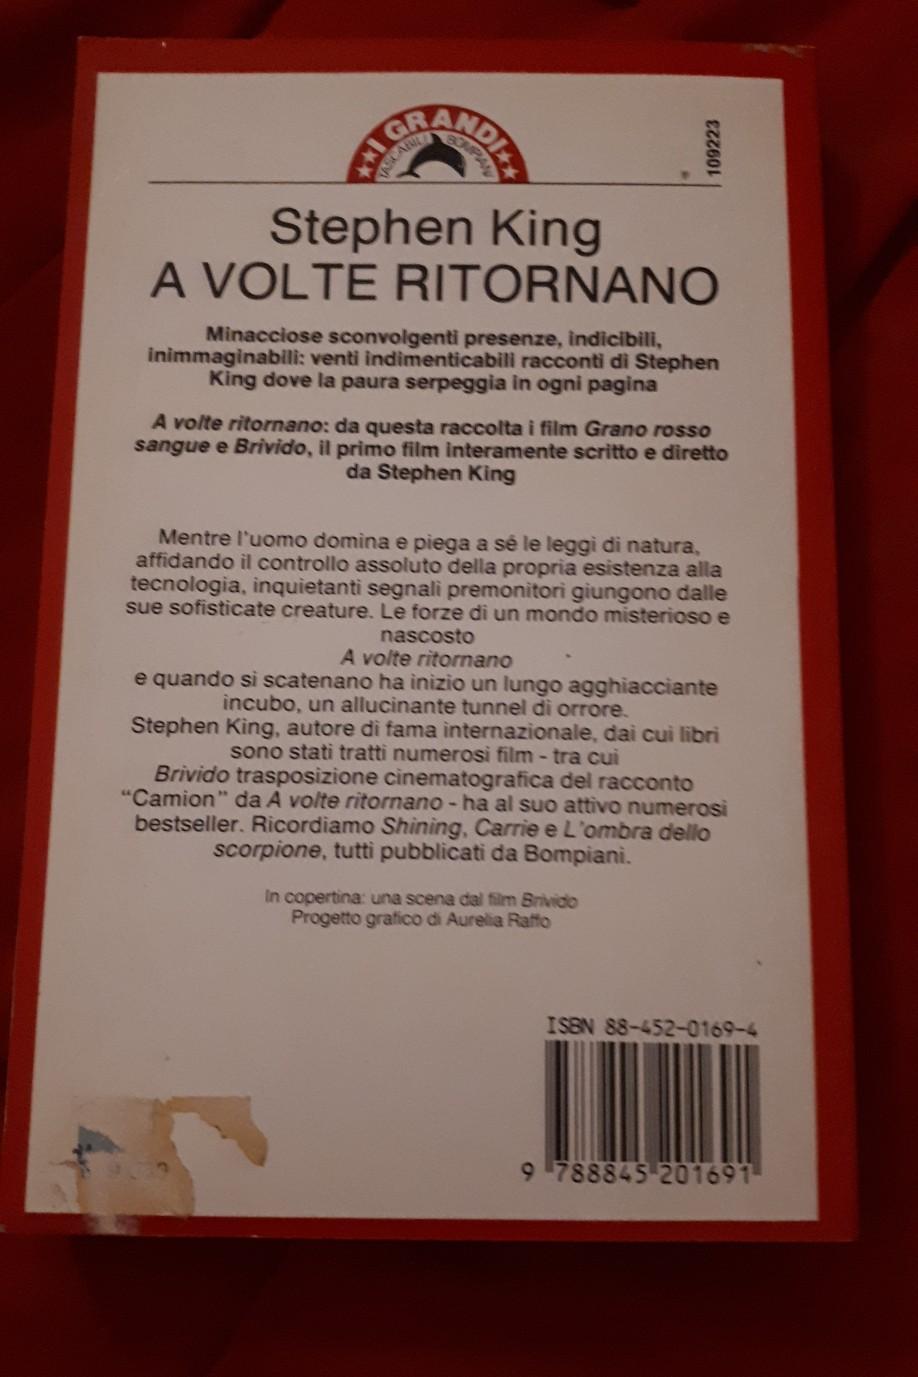 I GRANDI
TASCABILI BOMPIANI
109223
Stephen King
A VOLTE RITORNANO
Minacciose sconvolgenti presenze, indicibili,
inimmaginabili: venti indimenticabili racconti di Stephen
King dove la paura serpeggia in ogni pagina
A volte ritornano: da questa raccolta i film Grano rosso
sangue e Brivido, il primo film interamente scritto e diretto
da Stephen King
Mentre l'uomo domina e piega a sé le leggi di natura,
affidando il controllo assoluto della propria esistenza alla
tecnologia, inquietanti segnali premonitori giungono dalle
sue sofisticate creature. Le forze di un mondo misterioso e
nascosto
A volte ritornano
e quando si scatenano ha inizio un lungo agghiacciante
incubo, un allucinante tunnel di orrore.
Stephen King, autore di fama internazionale, dai cui libri
sono stati tratti numerosi film - tra cui
Brivido trasposizione cinematografica del racconto
“Camion” da A volte ritornano - ha al suo attivo numerosi
bestseller. Ricordiamo Shining, Carrie e L'ombra dello
scorpione, tutti pubblicati da Bompiani.
In copertina: una scena dal film Brivido
Progetto grafico di Aurelia Raffo
ISBN 88-452-0169-4
9 788845 201691